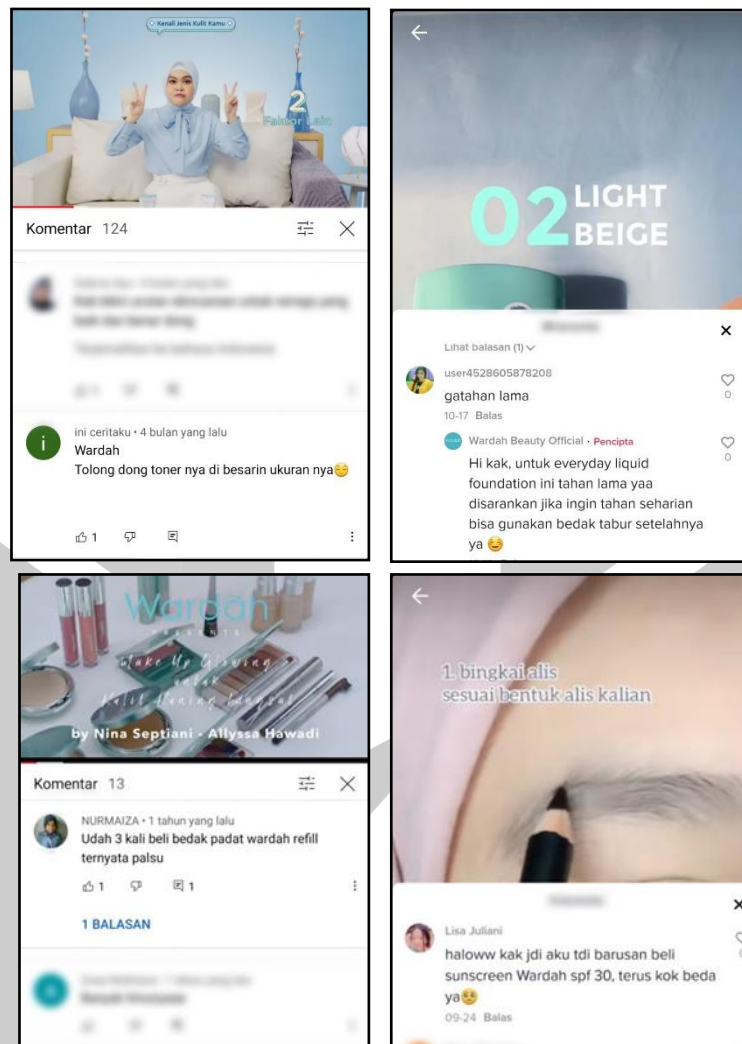 Kenali Jenis Kulit Kamu
2
Faktor Lain
Komentar 124
i
ini ceritaku • 4 bulan yang lalu
Wardah
Tolong dong toner nya di besarin ukuran nya😊
1
02 LIGHT
BEIGE
Lihat balasan (1)
user4528605878208
gatahan lama
0
10-17 Balas
Wardah Beauty Official • Pencipta
Hi kak, untuk everyday liquid
foundation ini tahan lama yaa
disarankan jika ingin tahan seharian
bisa gunakan bedak tabur setelahnya
ya ☺️
0
Wardah
PRESENTS
Make Up Glowing
untuk
Kulit Kuning Langsat
by Nina Septiani - Allyssa Hawadi
Komentar 13
NURMAIZA • 1 tahun yang lalu
Udah 3 kali beli bedak padat wardah refill
ternyata palsu
1 1
1 BALASAN
1. bingkai alis
sesuai bentuk alis kalian
Lisa Juliani
haloww kak jdi aku tdi barusan beli
sunscreen Wardah spf 30, terus kok beda
ya🥺
09-24 Balas